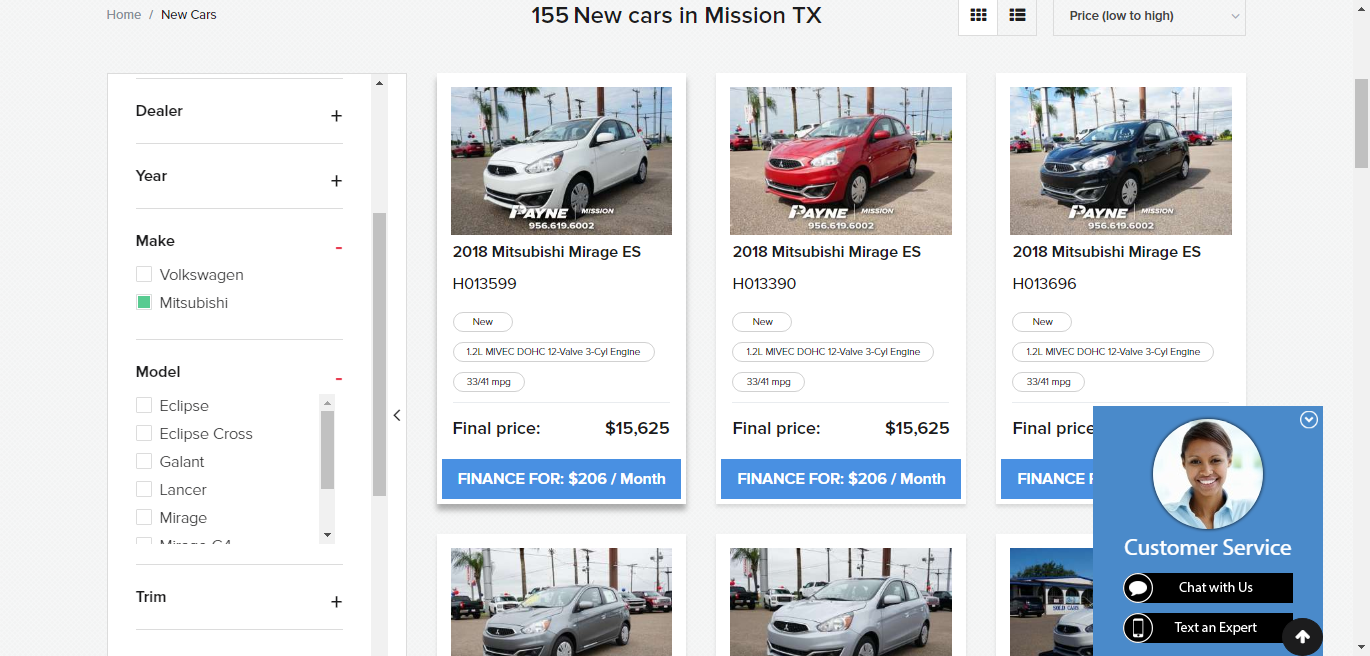 Home / New Cars
155 New cars in Mission TX
Price (low to high)
Dealer
Year
Make
Volkswagen
Mitsubishi
Model
Eclipse
Eclipse Cross
Galant
Lancer
Mirage
Mirage G4
Trim
PAYNE MISSION
956.619.6002
2018 Mitsubishi Mirage ES
H013599
New
1.2L MIVEC DOHC 12-Valve 3-Cyl Engine
33/41 mpg
Final price: $15,625
FINANCE FOR: $206 / Month
PAYNE MISSION
956.619.6002
2018 Mitsubishi Mirage ES
H013390
New
1.2L MIVEC DOHC 12-Valve 3-Cyl Engine
33/41 mpg
Final price: $15,625
FINANCE FOR: $206 / Month
PAYNE MISSION
956.619.6002
2018 Mitsubishi Mirage ES
H013696
New
1.2L MIVEC DOHC 12-Valve 3-Cyl Engine
33/41 mpg
Final price
FINANCE
Customer Service
Chat with Us
Text an Expert